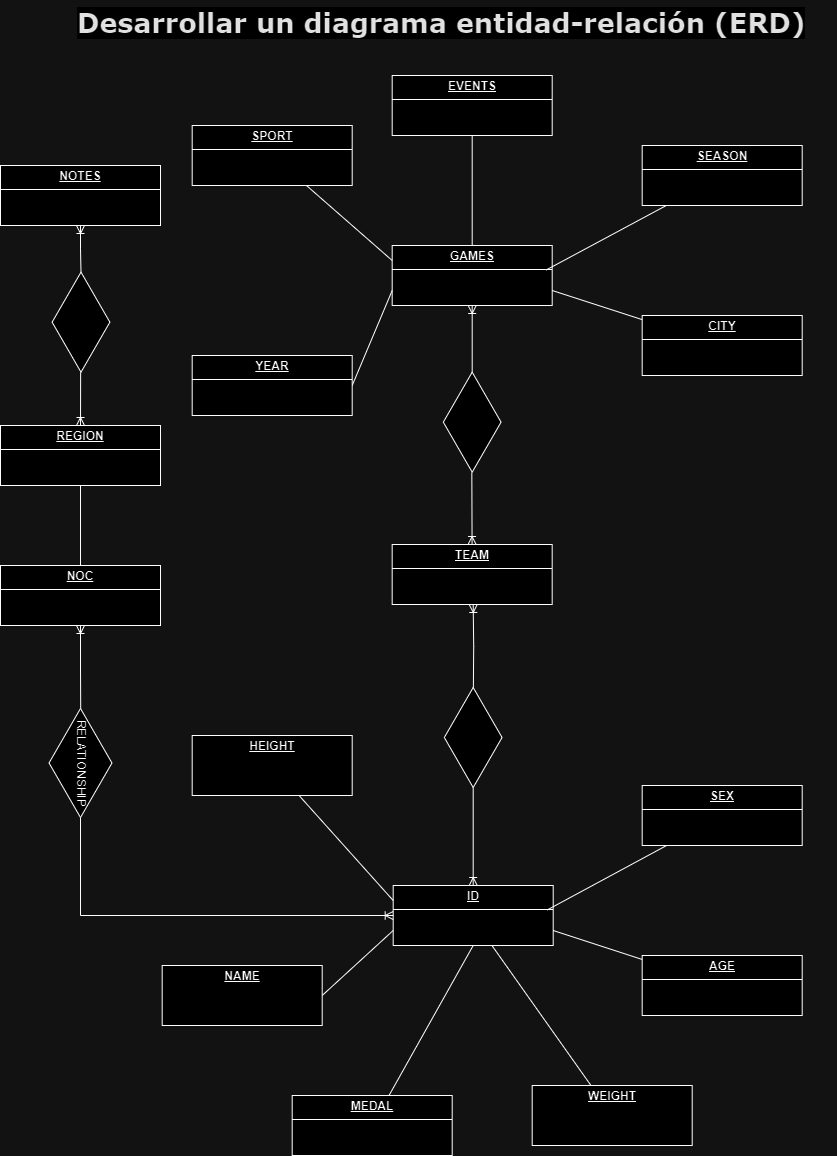 Desarrollar un diagrama entidad-relación (ERD)
EVENTS
SPORT
SEASON
NOTES
GAMES
CITY
YEAR
REGION
TEAM
NOC
RELATIONSHIP
HEIGHT
SEX
ID
NAME
AGE
MEDAL
WEIGHT